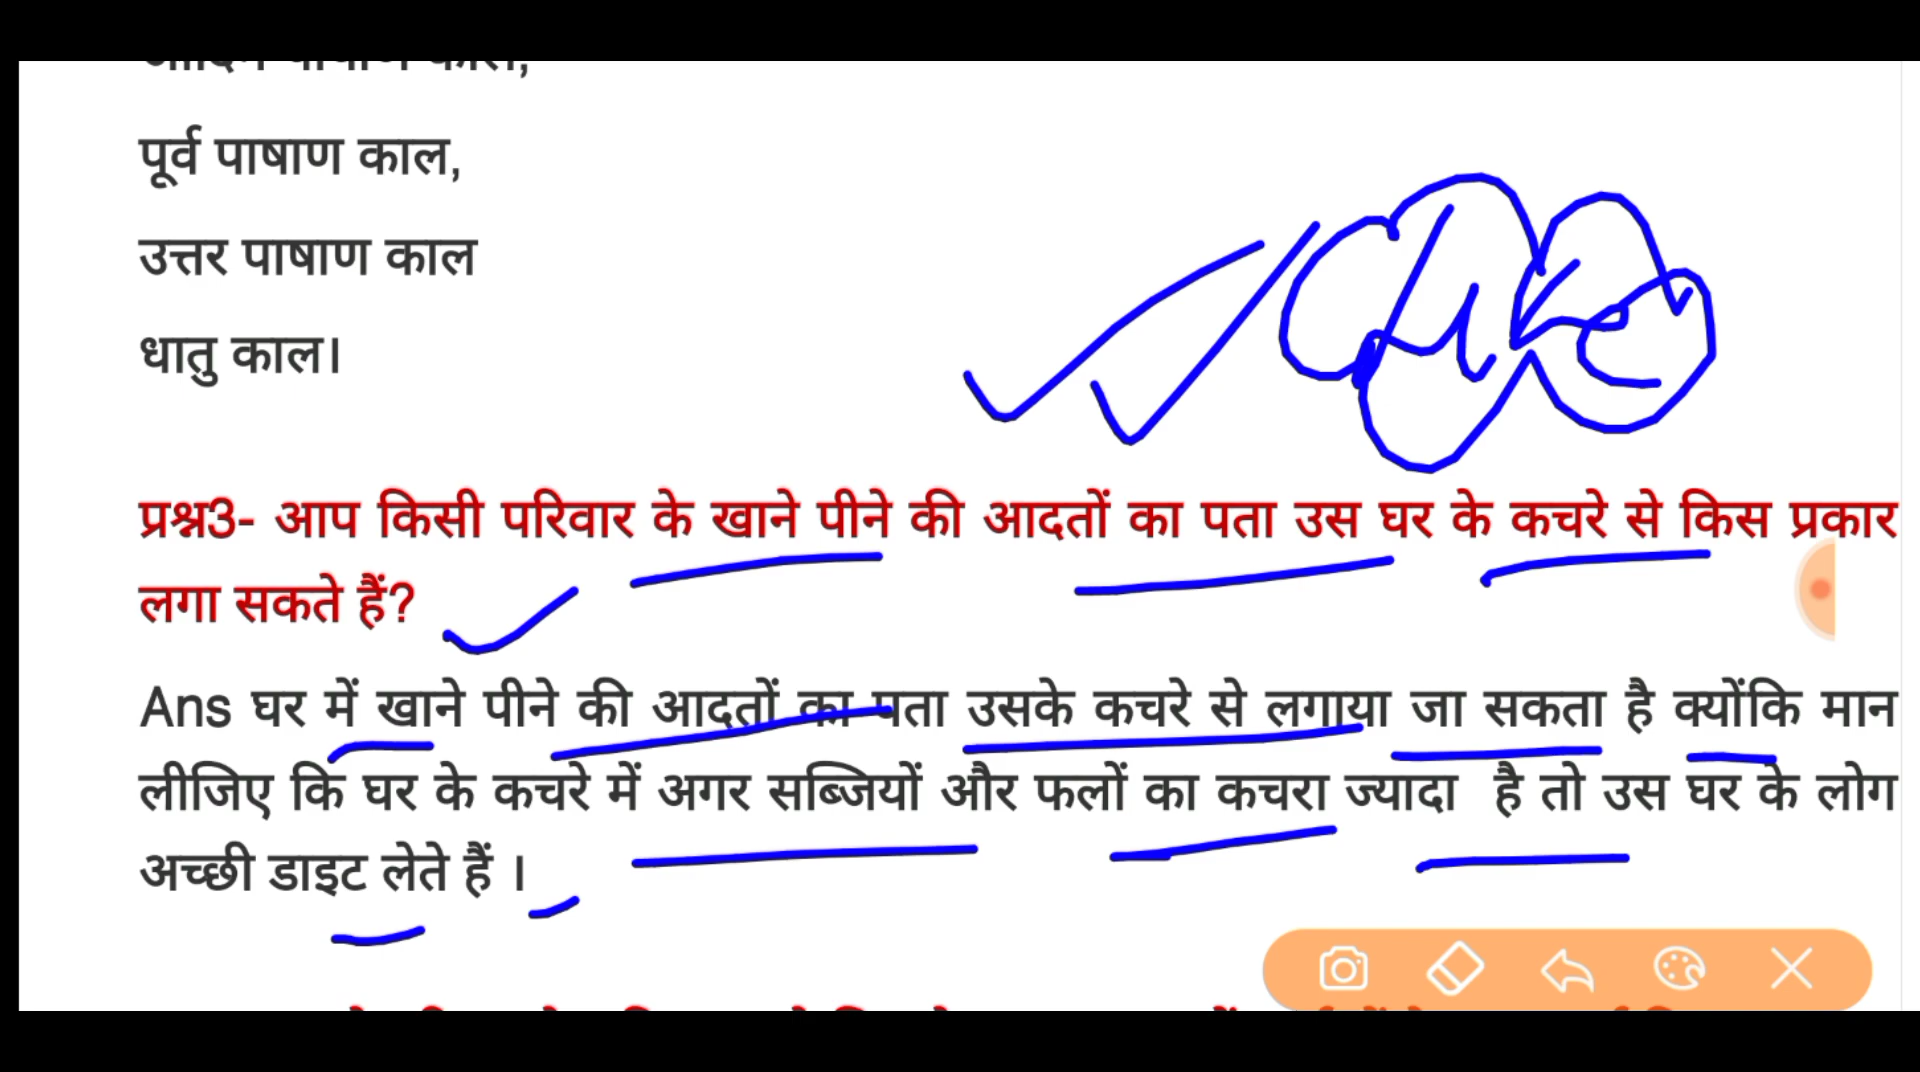 पूर्व पाषाण काल,
उत्तर पाषाण काल
धातु काल।
प्रश्न3- आप किसी परिवार के खाने पीने की आदतों का पता उस घर के कचरे से किस प्रकार
लगा सकते हैं?
Ans घर में खाने पीने की आदतों का पता उसके कचरे से लगाया जा सकता है क्योंकि मान
लीजिए कि घर के कचरे में अगर सब्जियों और फलों का कचरा ज्यादा है तो उस घर के लोग
अच्छी डाइट लेते हैं ।